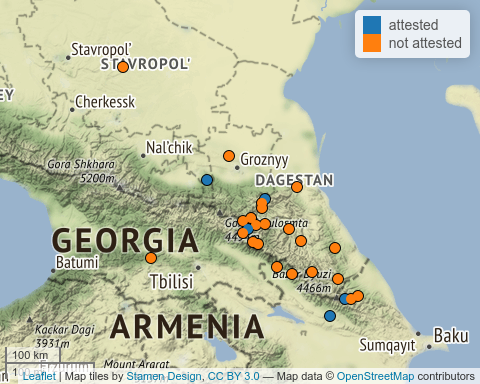 attested
not attested
Stavropol'
STAVROPOL'
EY
Cherkessk
Nal'chik
Gora Shkhara
5200m
Groznyy
DAGESTAN
GEORGIA
Batumi
Tbilisi
4466m
ARMENIA
Kackar Dagi
3931m
Baku
Sumqayıt
100 km
Mount Ararat
Leaflet | Map tiles by Stamen Design, CC BY 3.0 — Map data © OpenStreetMap contributors